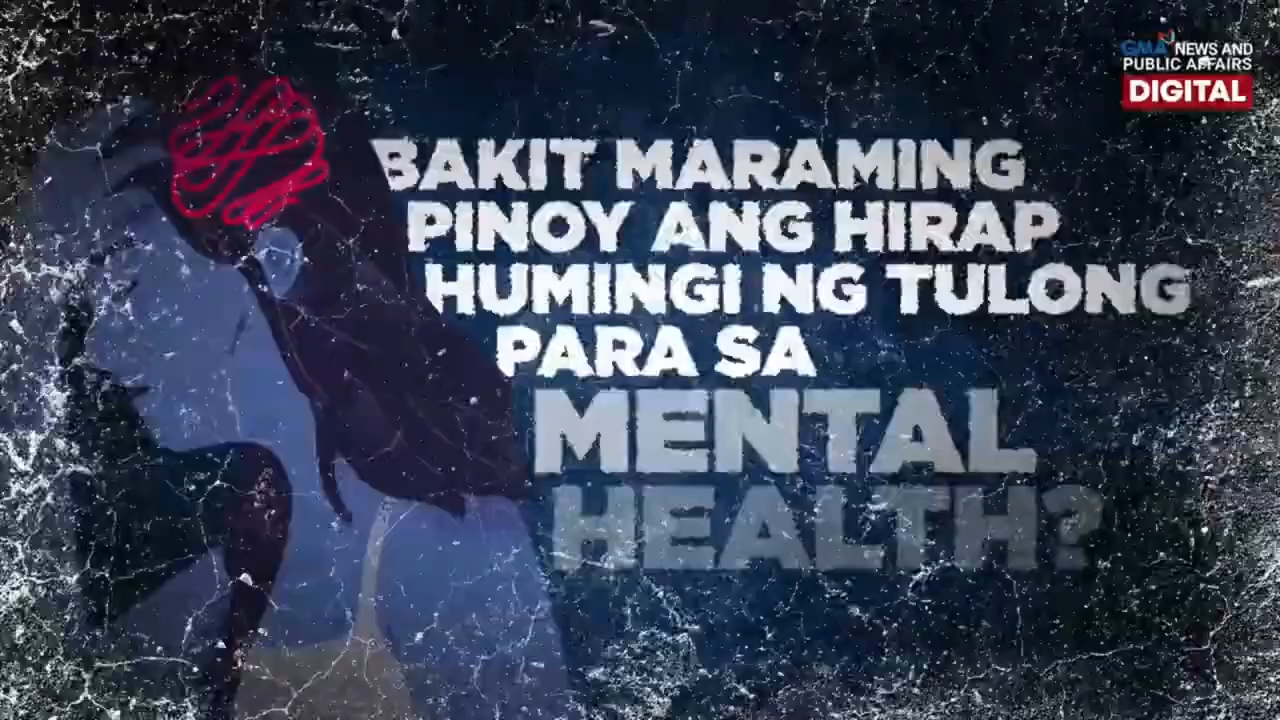 GMA NEWS AND
PUBLIC AFFAIRS
DIGITAL
BAKIT MARAMING
PINOY ANG HIRAP
HUMINGI NG TULONG
PARA SA
MENTAL
HEALTH?